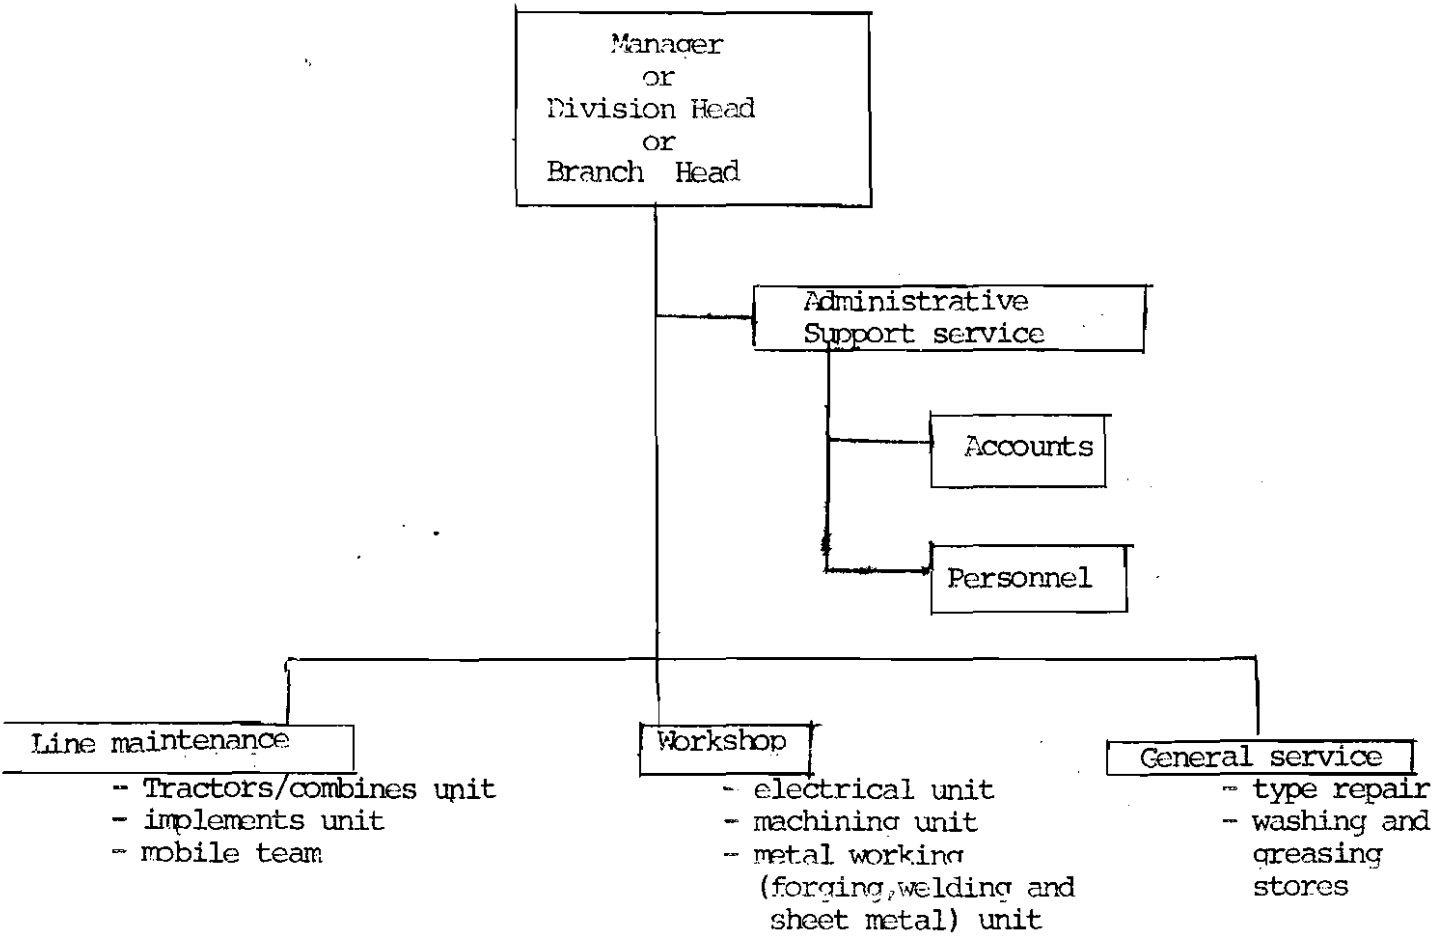 Manager
or
Division Head
or
Branch Head
Administrative
Support service
Accounts
Personnel
Line maintenance
- Tractors/combines unit
- implements unit
- mobile team
Workshop
- electrical unit
- machining unit
- metal working
(forging,welding and
sheet metal) unit
General service
- type repair
- washing and
greasing
stores